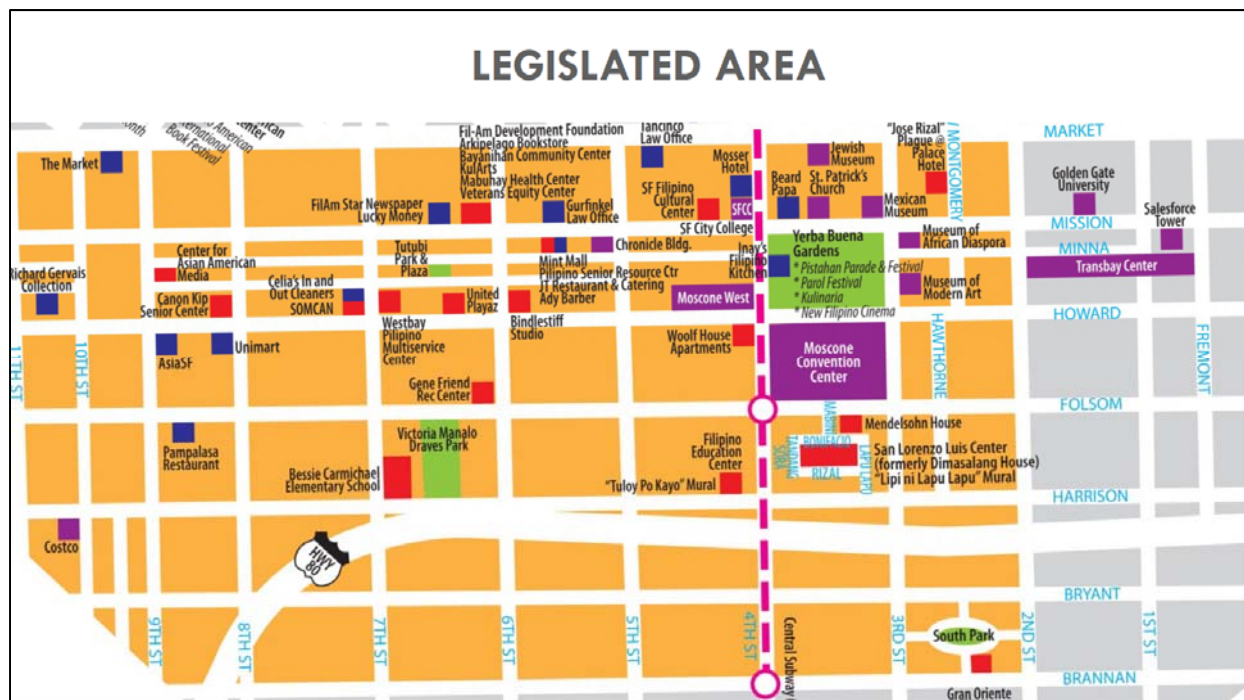 LEGISLATED AREA
onth
ternational
Book Festival
American
Center
The Market
Fil-Am Development Foundation
Arkipelago Bookstore
Bayanihan Community Center
KulArts
Mabuhay Health Center
Veterans Equity Center
FilAm Star Newspaper
Lucky Money
Gurfinkel
Law Office
Tancinco
Law Office
Mosser
Hotel
SF Filipino
Cultural
Center
SFCC
SF City College
Beard
Papa
Jewish
Museum
St. Patrick's
Church
Mexican
Museum
"Jose Rizal"
Plaque @
Palace
Hotel
MONTGOMERY
MARKET
Golden Gate
University
MISSION
Salesforce
Tower
MINNA
Transbay Center
Center for
Asian American
Media
Richard Gervais
Collection
Canon Kip
Senior Center
Celia's In and
Out Cleaners
SOMCAN
Tutubi
Park &
Plaza
United
Playaz
Westbay
Pilipino
Multiservice
Center
Mint Mall
Pilipino Senior Resource Ctr
JT Restaurant & Catering
Ady Barber
Chronicle Bldg.
Bindlestiff
Studio
Inay's
Filipino
Kitchen
Moscone West
Yerba Buena
Gardens
* Pistahan Parade & Festival
* Parol Festival
* Kulinaria
* New Filipino Cinema
Museum of
African Diaspora
Museum of
Modern Art
HOWARD
AsiaSF
Unimart
Gene Friend
Rec Center
Woolf House
Apartments
Moscone
Convention
Center
HAWTHORNE
FREMONT
11TH ST
10TH ST
FOLSOM
Pampalasa
Restaurant
Victoria Manalo
Draves Park
Bessie Carmichael
Elementary School
Filipino
Education
Center
"Tuloy Po Kayo" Mural
MABINI
BONIFACIO
TANDANG
SORA
RIZAL
LAPU LAPU
Mendelsohn House
San Lorenzo Luis Center
(formerly Dimasalang House)
"Lipi ni Lapu Lapu" Mural
HARRISON
Costco
HWY
80
BRYANT
9TH ST
8TH ST
7TH ST
6TH ST
5TH ST
4TH ST
Central Subway
3RD ST
South Park
2ND ST
1ST ST
BRANNAN
Gran Oriente